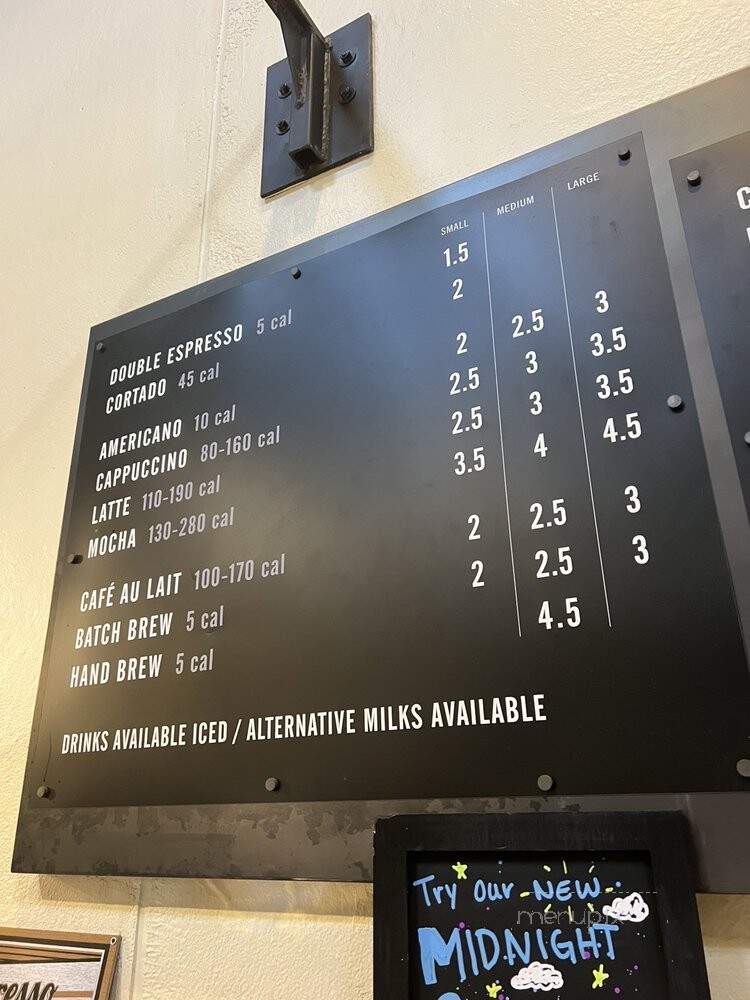 SMALL MEDIUM LARGE
DOUBLE ESPRESSO 5 cal 1.5
CORTADO 45 cal 2
AMERICANO 10 cal 2 2.5 3
CAPPUCCINO 80-160 cal 2.5 3 3.5
LATTE 110-190 cal 2.5 3 3.5
MOCHA 130-280 cal 3.5 4 4.5
CAFÉ AU LAIT 100-170 cal 2 2.5 3
BATCH BREW 5 cal 2 2.5 3
HAND BREW 5 cal 4.5
DRINKS AVAILABLE ICED / ALTERNATIVE MILKS AVAILABLE
Try our NEW
MIDNIGHT